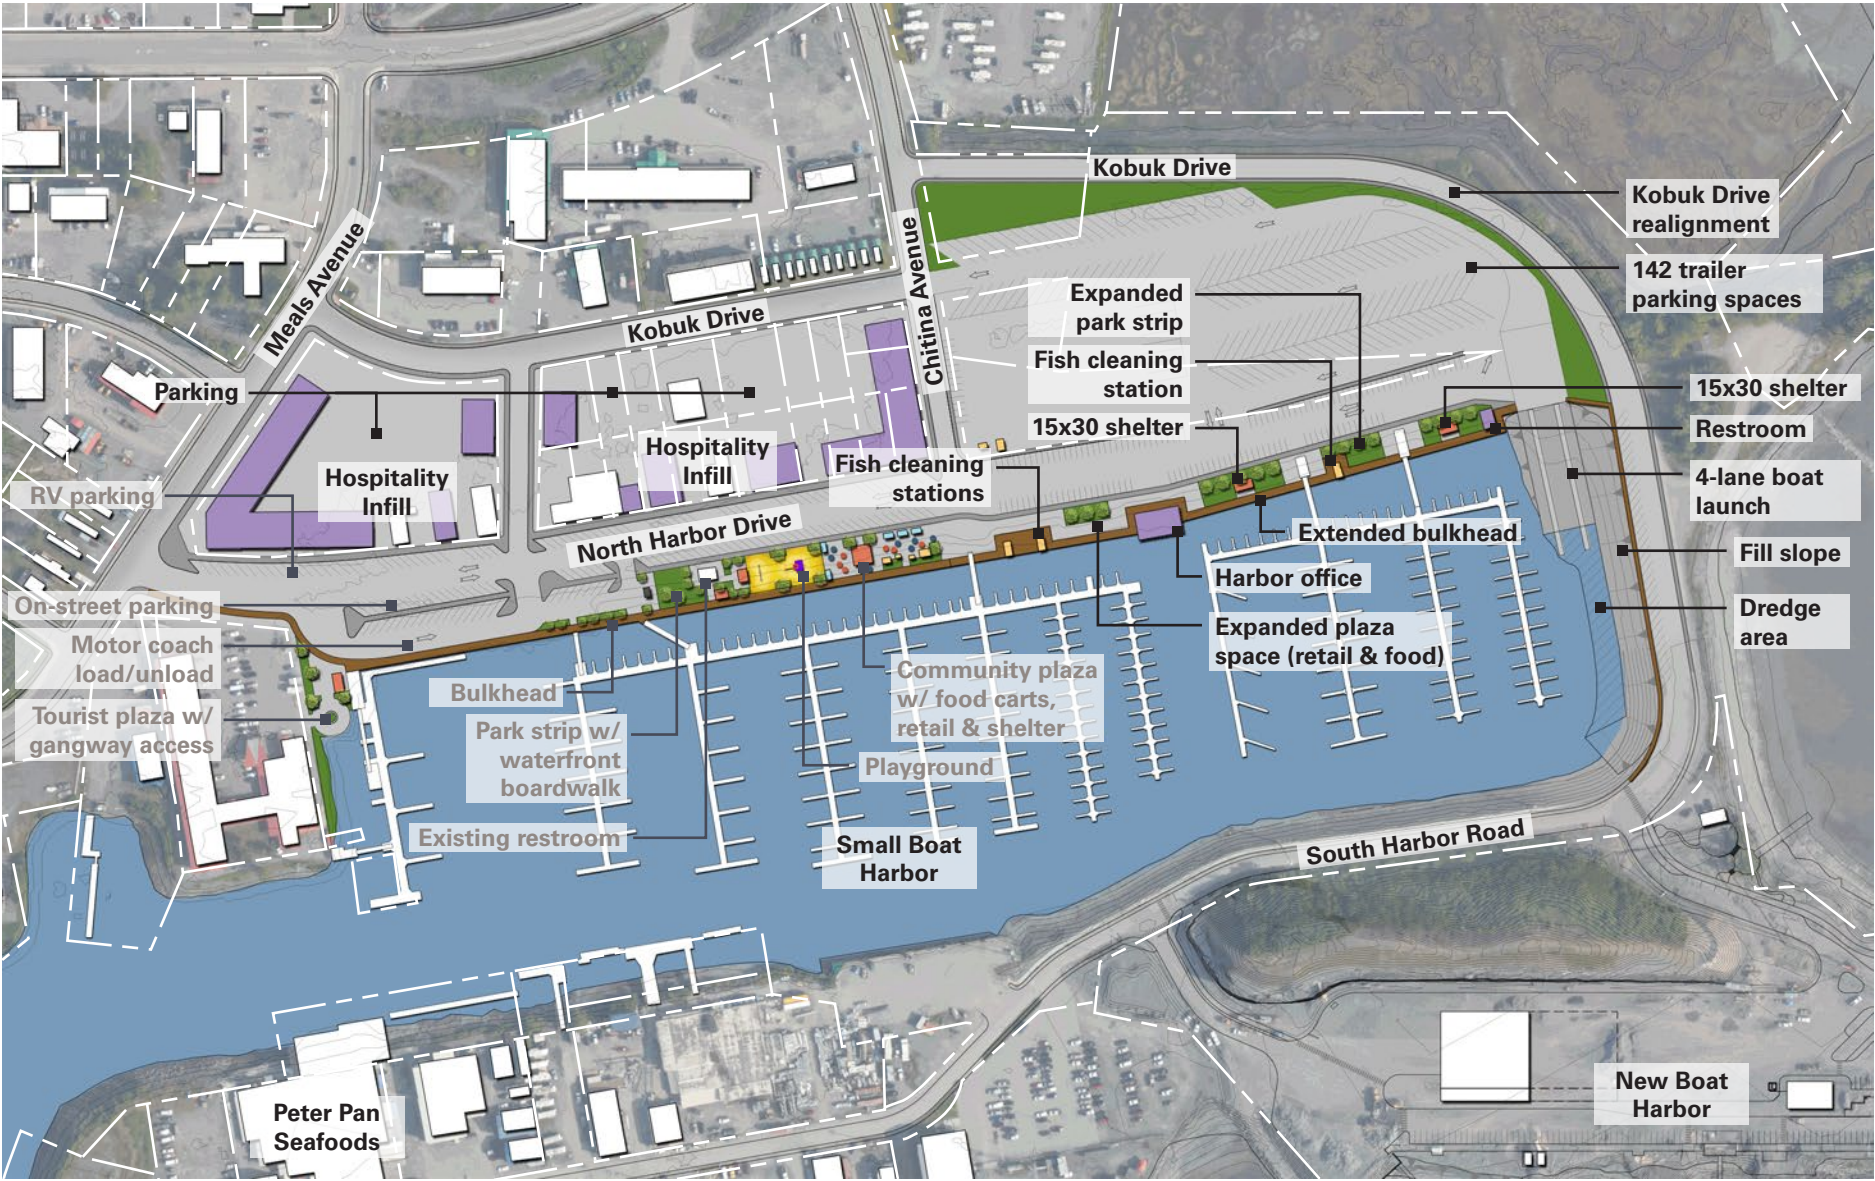 Kobuk Drive
Kobuk Drive
realignment
142 trailer
parking spaces
Meals Avenue
Chitina Avenue
Expanded
park strip
Kobuk Drive
Fish cleaning
station
Parking
15x30 shelter
15x30 shelter
Restroom
Hospitality
Infill
Fish cleaning
stations
Hospitality
Infill
4-lane boat
launch
RV parking
North Harbor Drive
Extended bulkhead
Fill slope
Harbor office
On-street parking
Dredge
area
Expanded plaza
space (retail & food)
Motor coach
load/unload
Bulkhead
Community plaza
w/ food carts,
retail & shelter
Tourist plaza w/
gangway access
Park strip w/
waterfront
boardwalk
Playground
Existing restroom
Small Boat
Harbor
South Harbor Road
New Boat
Harbor
Peter Pan
Seafoods